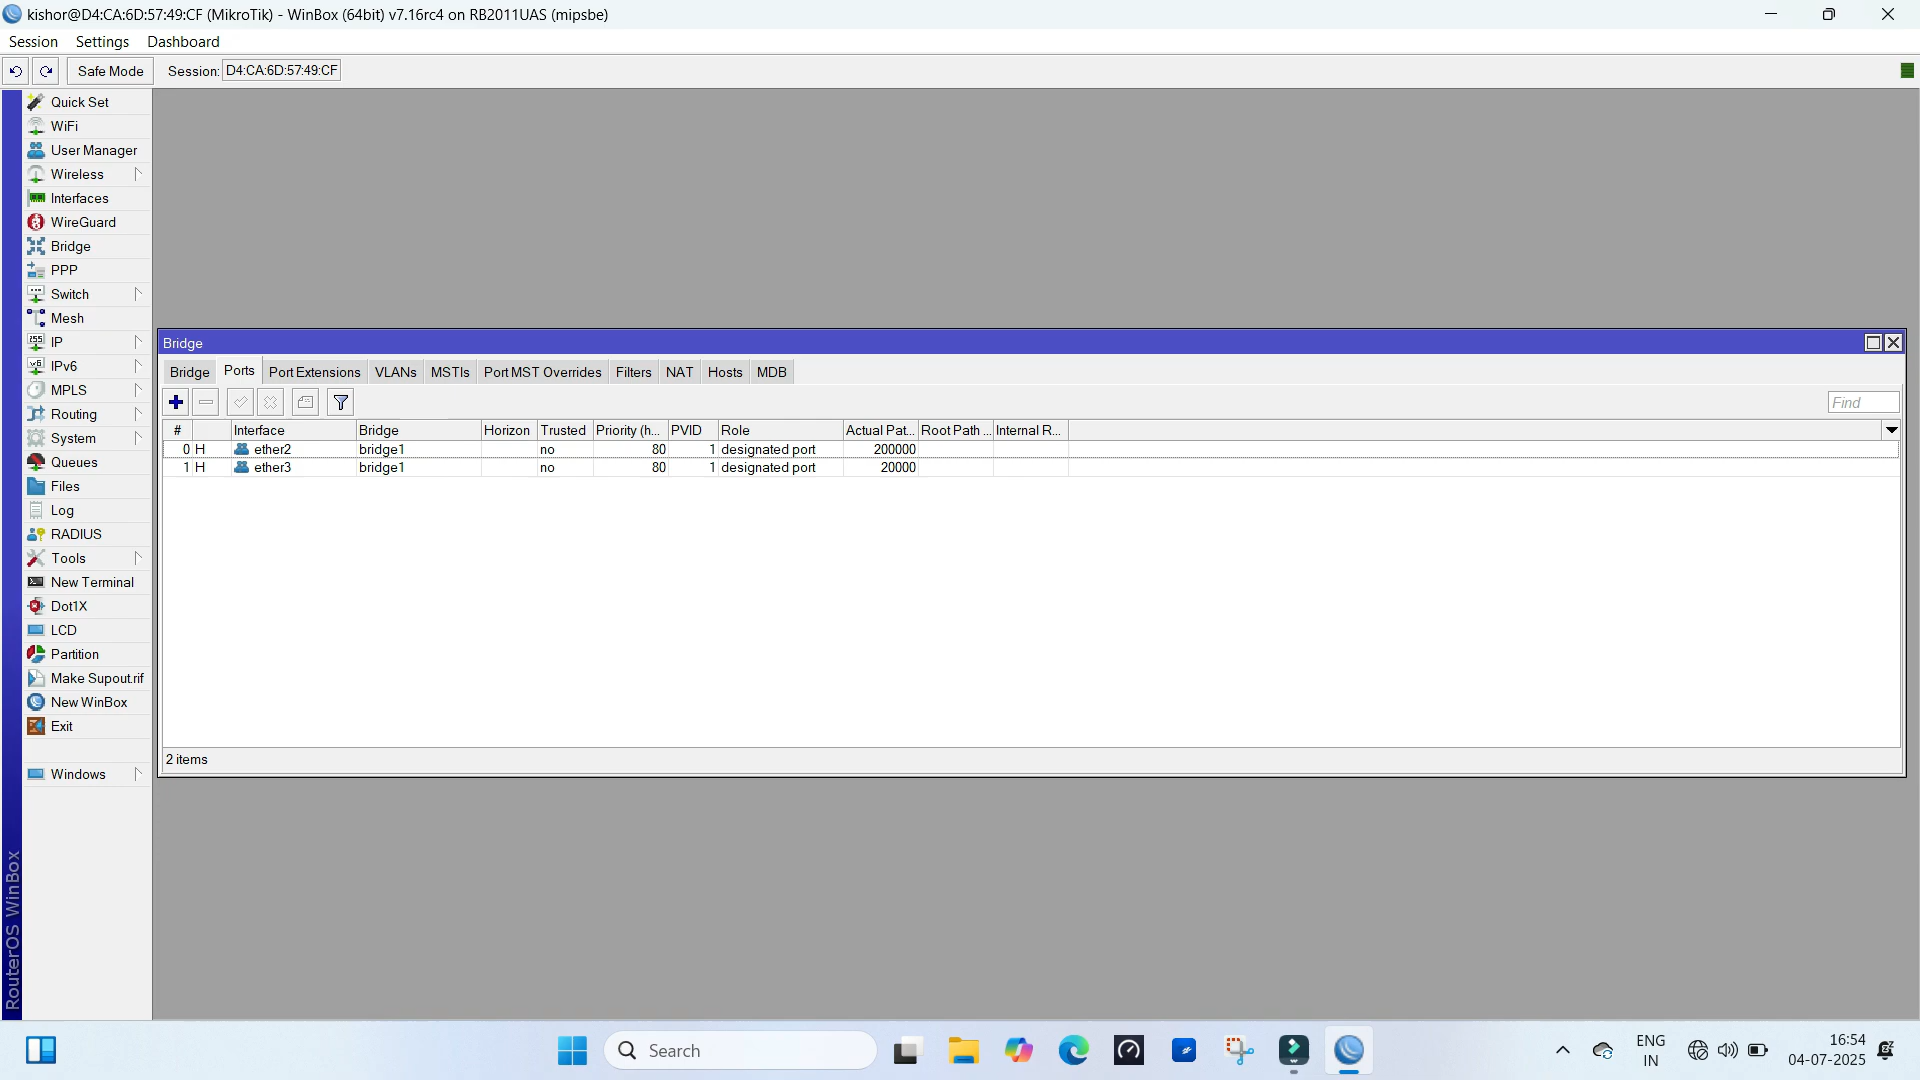 kishor@D4:CA:6D:57:49:CF (MikroTik) - WinBox (64bit) v7.16rc4 on RB2011UAS (mipsbe)
Session Settings Dashboard
Safe Mode Session: D4:CA:6D:57:49:CF
Quick Set
WiFi
User Manager
Wireless
Interfaces
WireGuard
Bridge
PPP
Switch
Mesh
IP
IPv6
MPLS
Routing
System
Queues
Files
Log
RADIUS
Tools
New Terminal
Dot1X
LCD
Partition
Make Supout.rif
New WinBox
Exit
Windows
RouterOS WinBox
Bridge
Bridge Ports Port Extensions VLANs MSTIs Port MST Overrides Filters NAT Hosts MDB
Find
# Interface Bridge Horizon Trusted Priority (h... PVID Role Actual Pat... Root Path ... Internal R...
0 H ether2 bridge1 no 80 1 designated port 200000
1 H ether3 bridge1 no 80 1 designated port 20000
2 items
Search
ENG
IN
16:54
04-07-2025